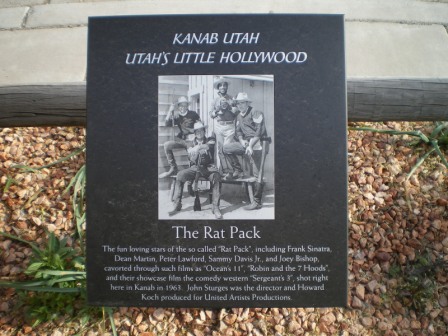 KANAB UTAH
UTAH'S LITTLE HOLLYWOOD
The Rat Pack
The fun loving stars of the so called "Rat Pack", including Frank Sinatra,
Dean Martin, Peter Lawford, Sammy Davis Jr., and Joey Bishop,
cavorted through such films as "Ocean's 11", "Robin and the 7 Hoods",
and their showcase film the comedy western "Sergeant's 3", shot right
here in Kanab in 1963. John Sturges was the director and Howard
Koch produced for United Artists Productions.